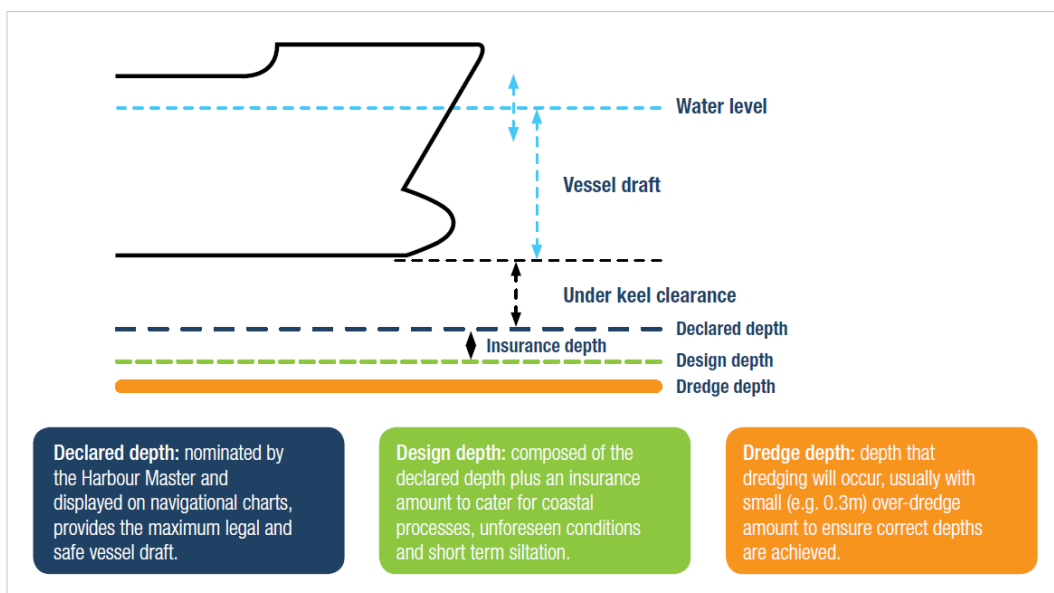 Water level
Vessel draft
Under keel clearance
Declared depth
Insurance depth
Design depth
Dredge depth
Declared depth: nominated by
the Harbour Master and
displayed on navigational charts,
provides the maximum legal and
safe vessel draft.
Design depth: composed of the
declared depth plus an insurance
amount to cater for coastal
processes, unforeseen conditions
and short term siltation.
Dredge depth: depth that
dredging will occur, usually with
small (e.g. 0.3m) over-dredge
amount to ensure correct depths
are achieved.